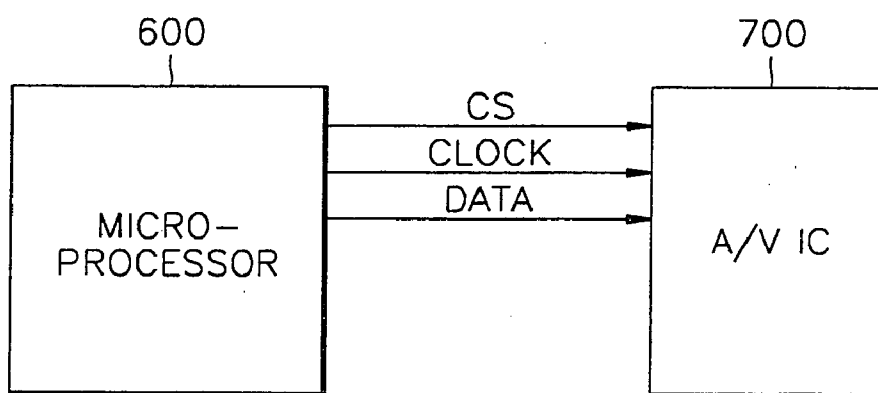 600
700
CS
CLOCK
DATA
MICRO-
PROCESSOR
A/V IC